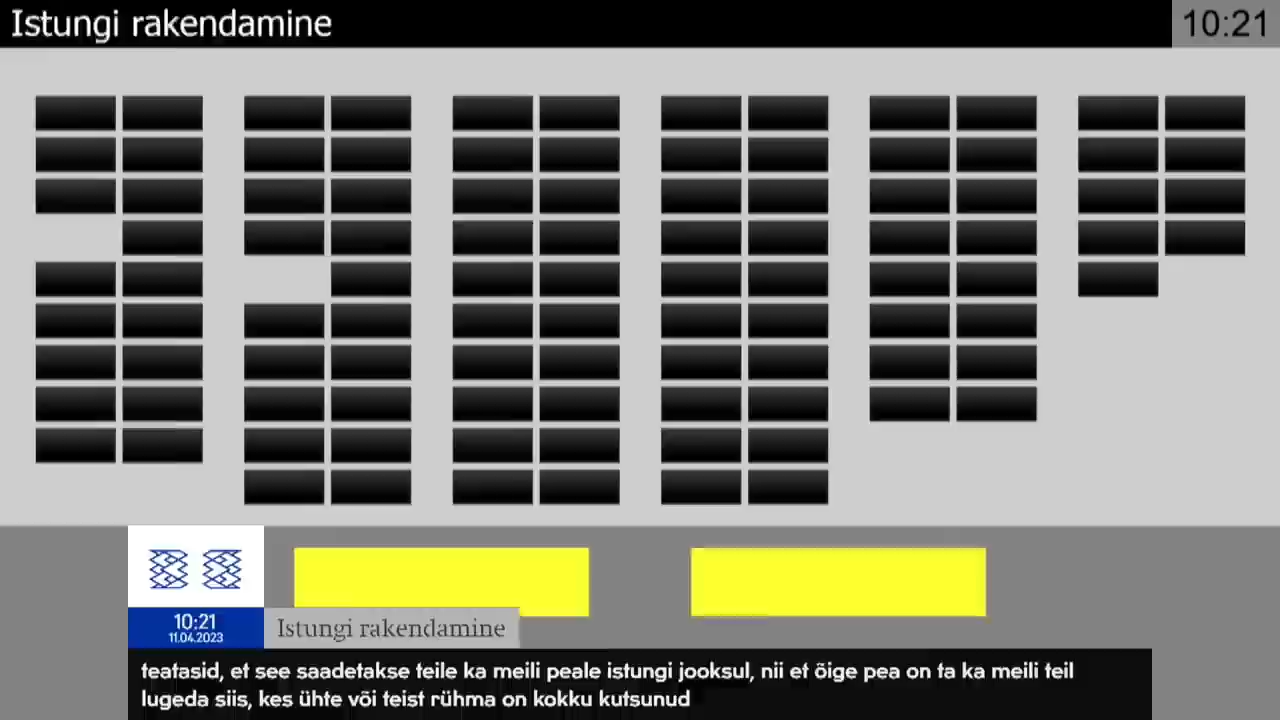 Istungi rakendamine
10:21
10:21
11.04.2023
Istungi rakendamine
teatasid, et see saadetakse teile ka meili peale istungi jooksul, nii et õige pea on ta ka meili teil
lugeda siis, kes ühte või teist rühma on kokku kutsunud